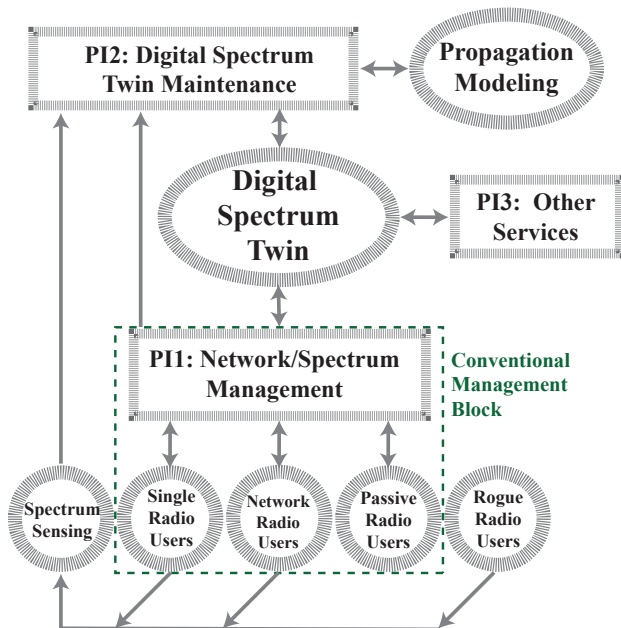 PI2: Digital Spectrum
Twin Maintenance
Propagation
Modeling
Digital
Spectrum
Twin
PI3: Other
Services
PI1: Network/Spectrum
Management
Conventional
Management
Block
Spectrum
Sensing
Single
Radio
Users
Network
Radio
Users
Passive
Radio
Users
Rogue
Radio
Users